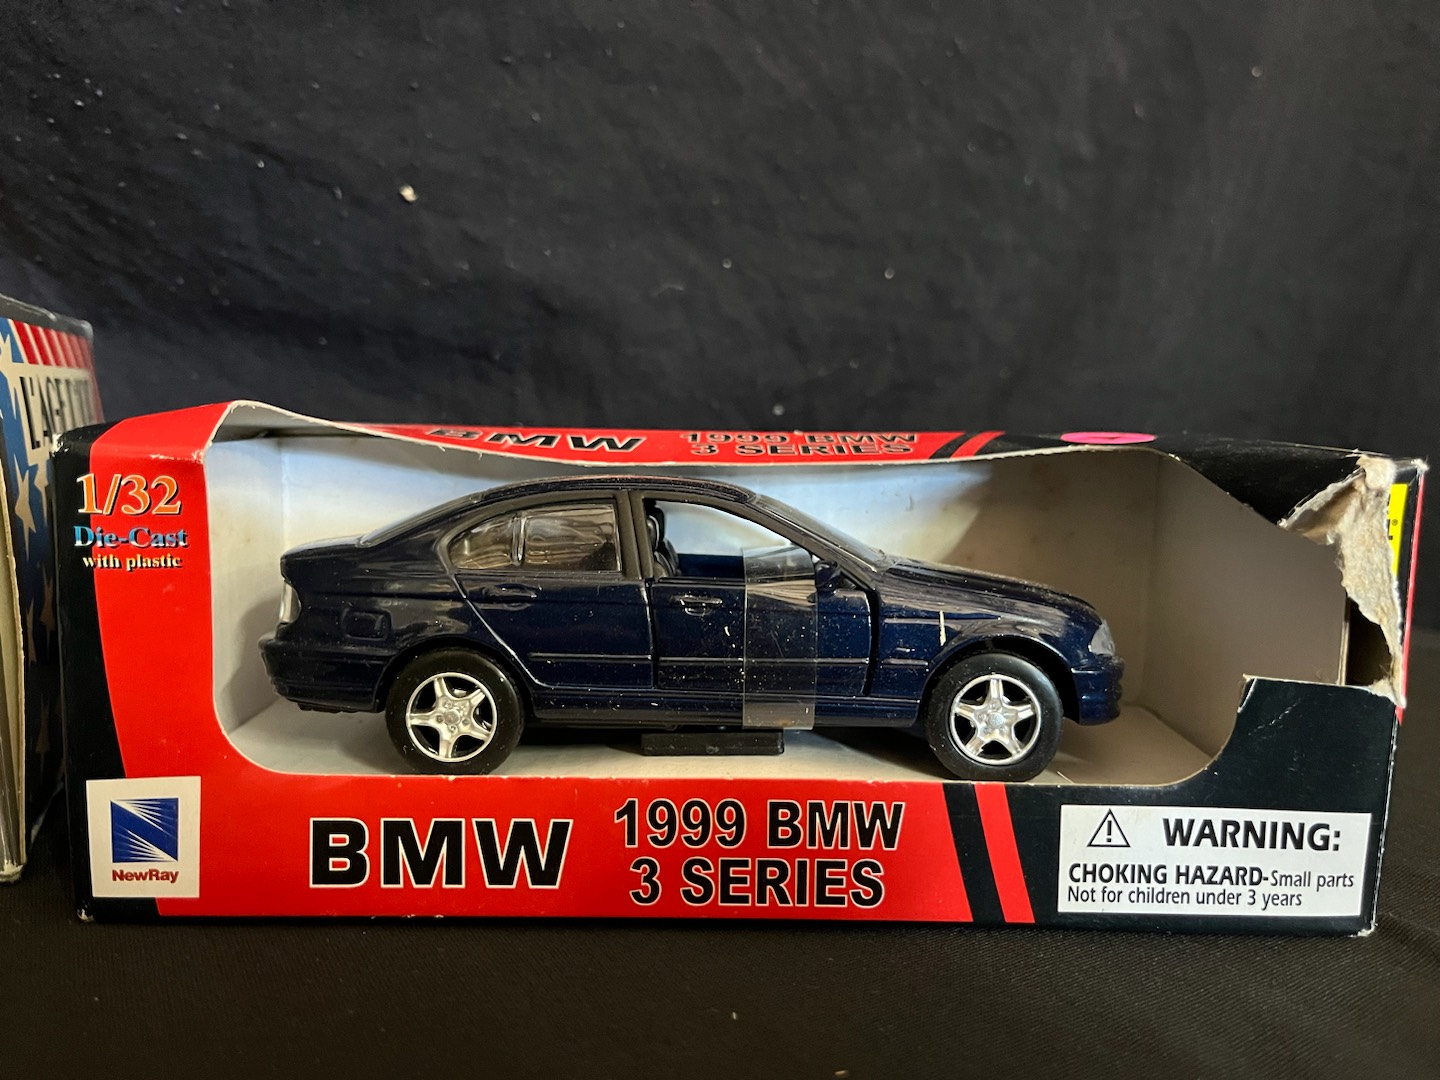 BMW
1999 BMW
3 SERIES
1/32
Die-Cast
with plastic
NewRay
BMW
1999 BMW
3 SERIES
WARNING:
CHOKING HAZARD-Small parts
Not for children under 3 years